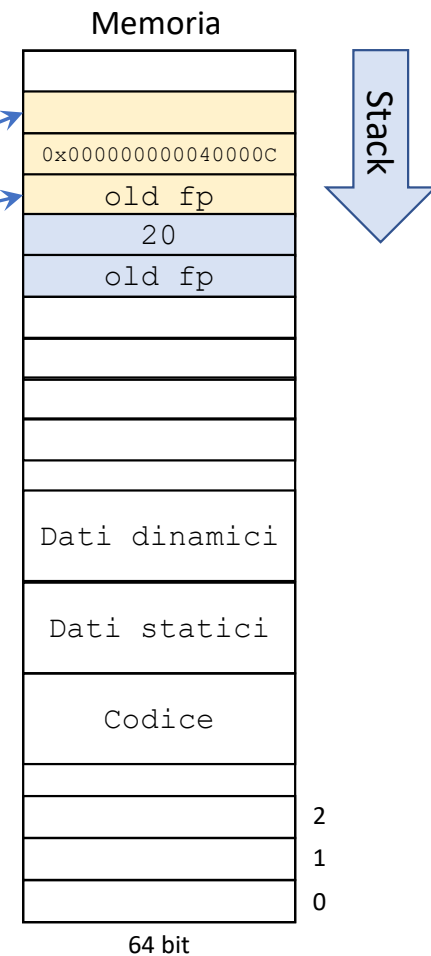 Memoria
Stack
0x000000000040000C
old fp
20
old fp
Dati dinamici
Dati statici
Codice
2
1
0
64 bit